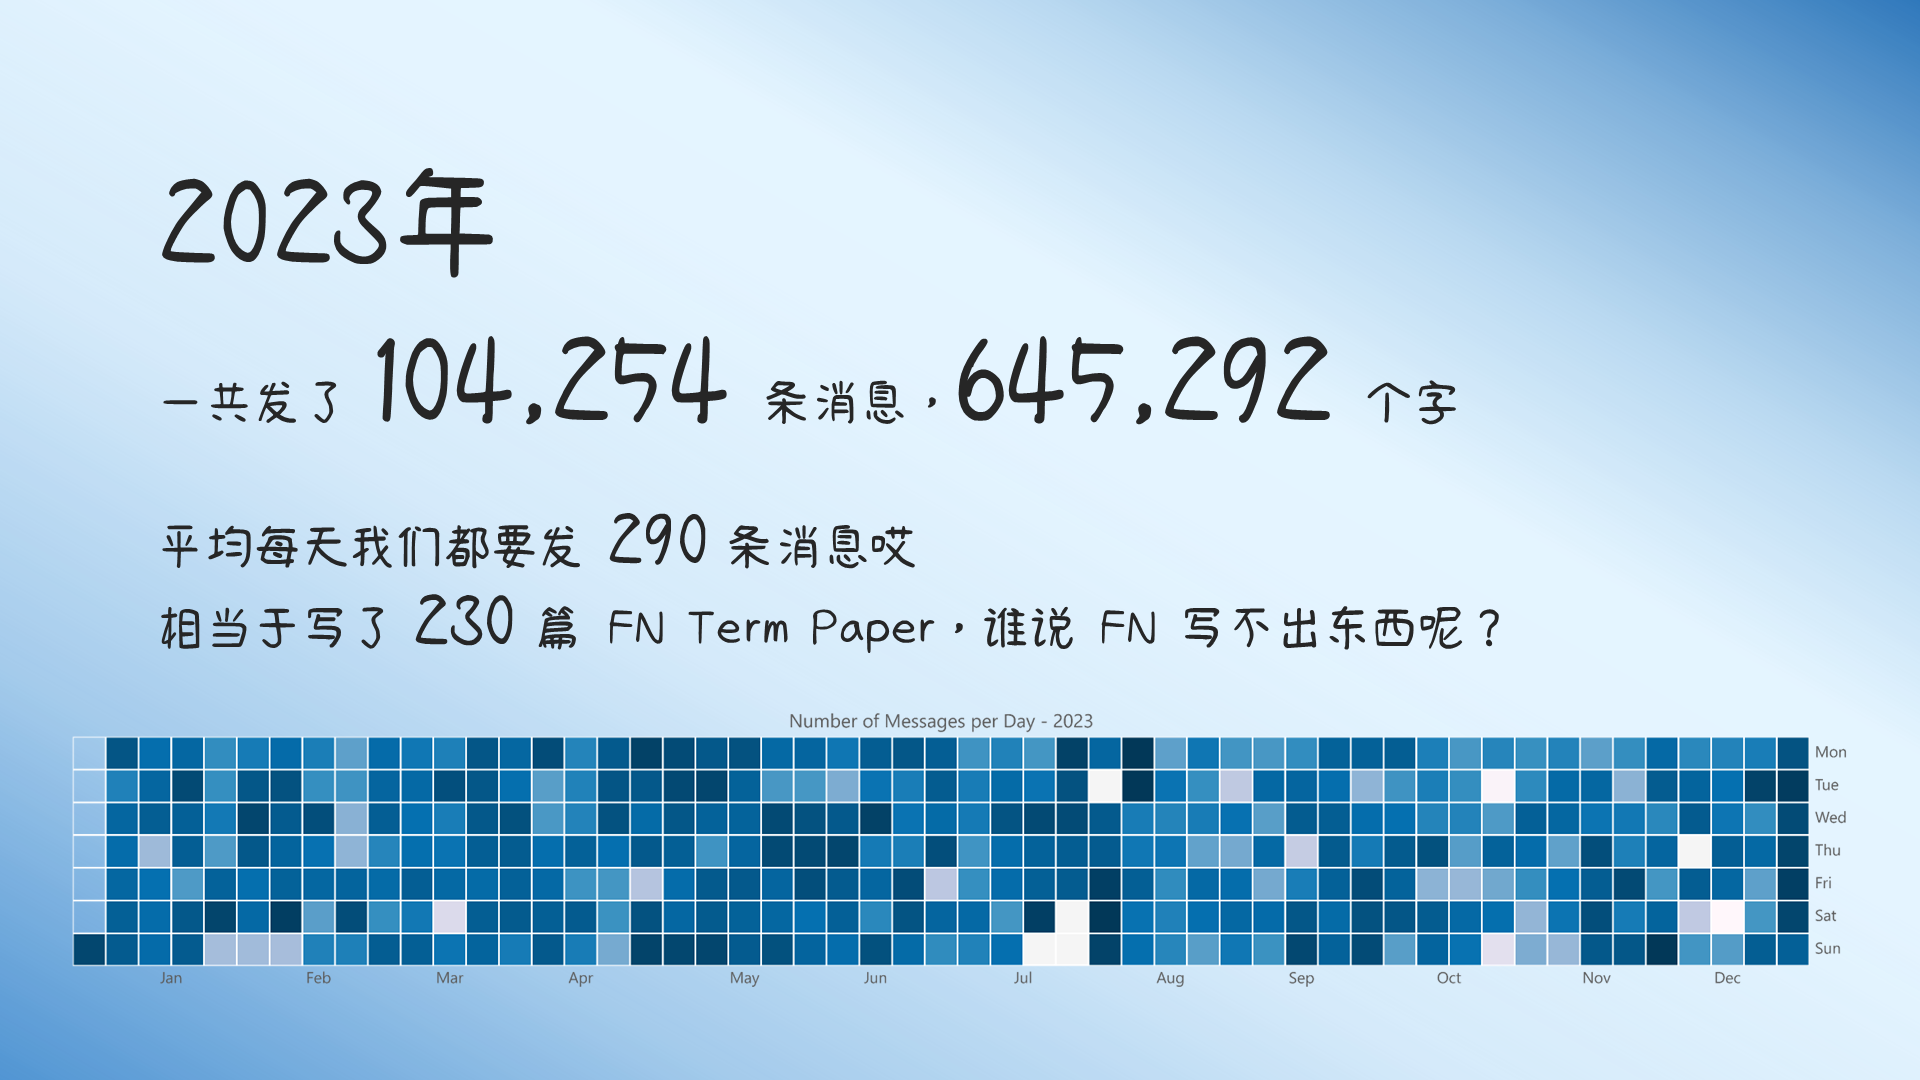 2023年
一共发了 104,254 条消息，645,292 个字
平均每天我们都要发 290 条消息哎
相当于写了 230 篇 FN Term Paper，谁说 FN 写不出东西呢？
Number of Messages per Day - 2023
Mon
Tue
Wed
Thu
Fri
Sat
Sun
Jan Feb Mar Apr May Jun Jul Aug Sep Oct Nov Dec